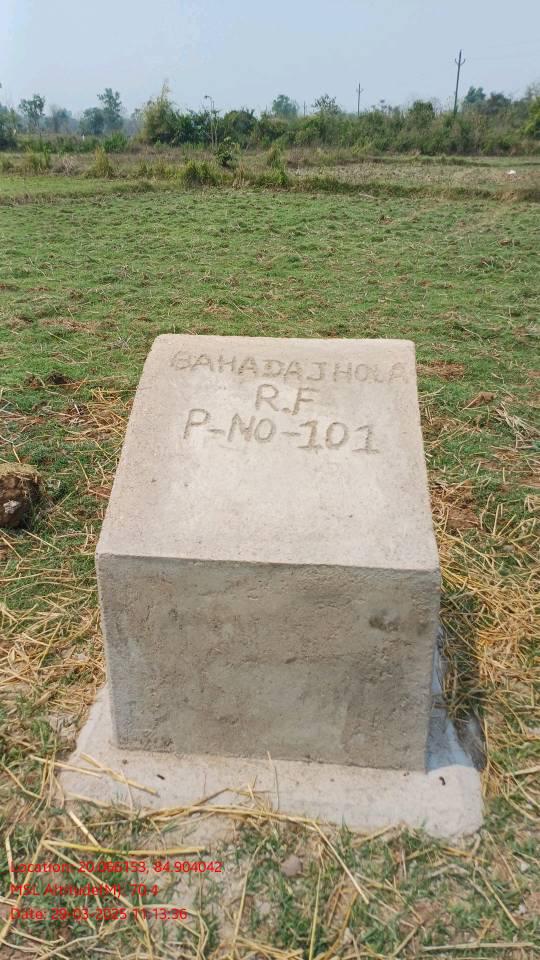 BAHADAJHOLA
R.F
P-NO-101
Location: 20.066153, 84.904042
MSL Altitude(M): 70.4
Date: 29-03-2025 11:13:36